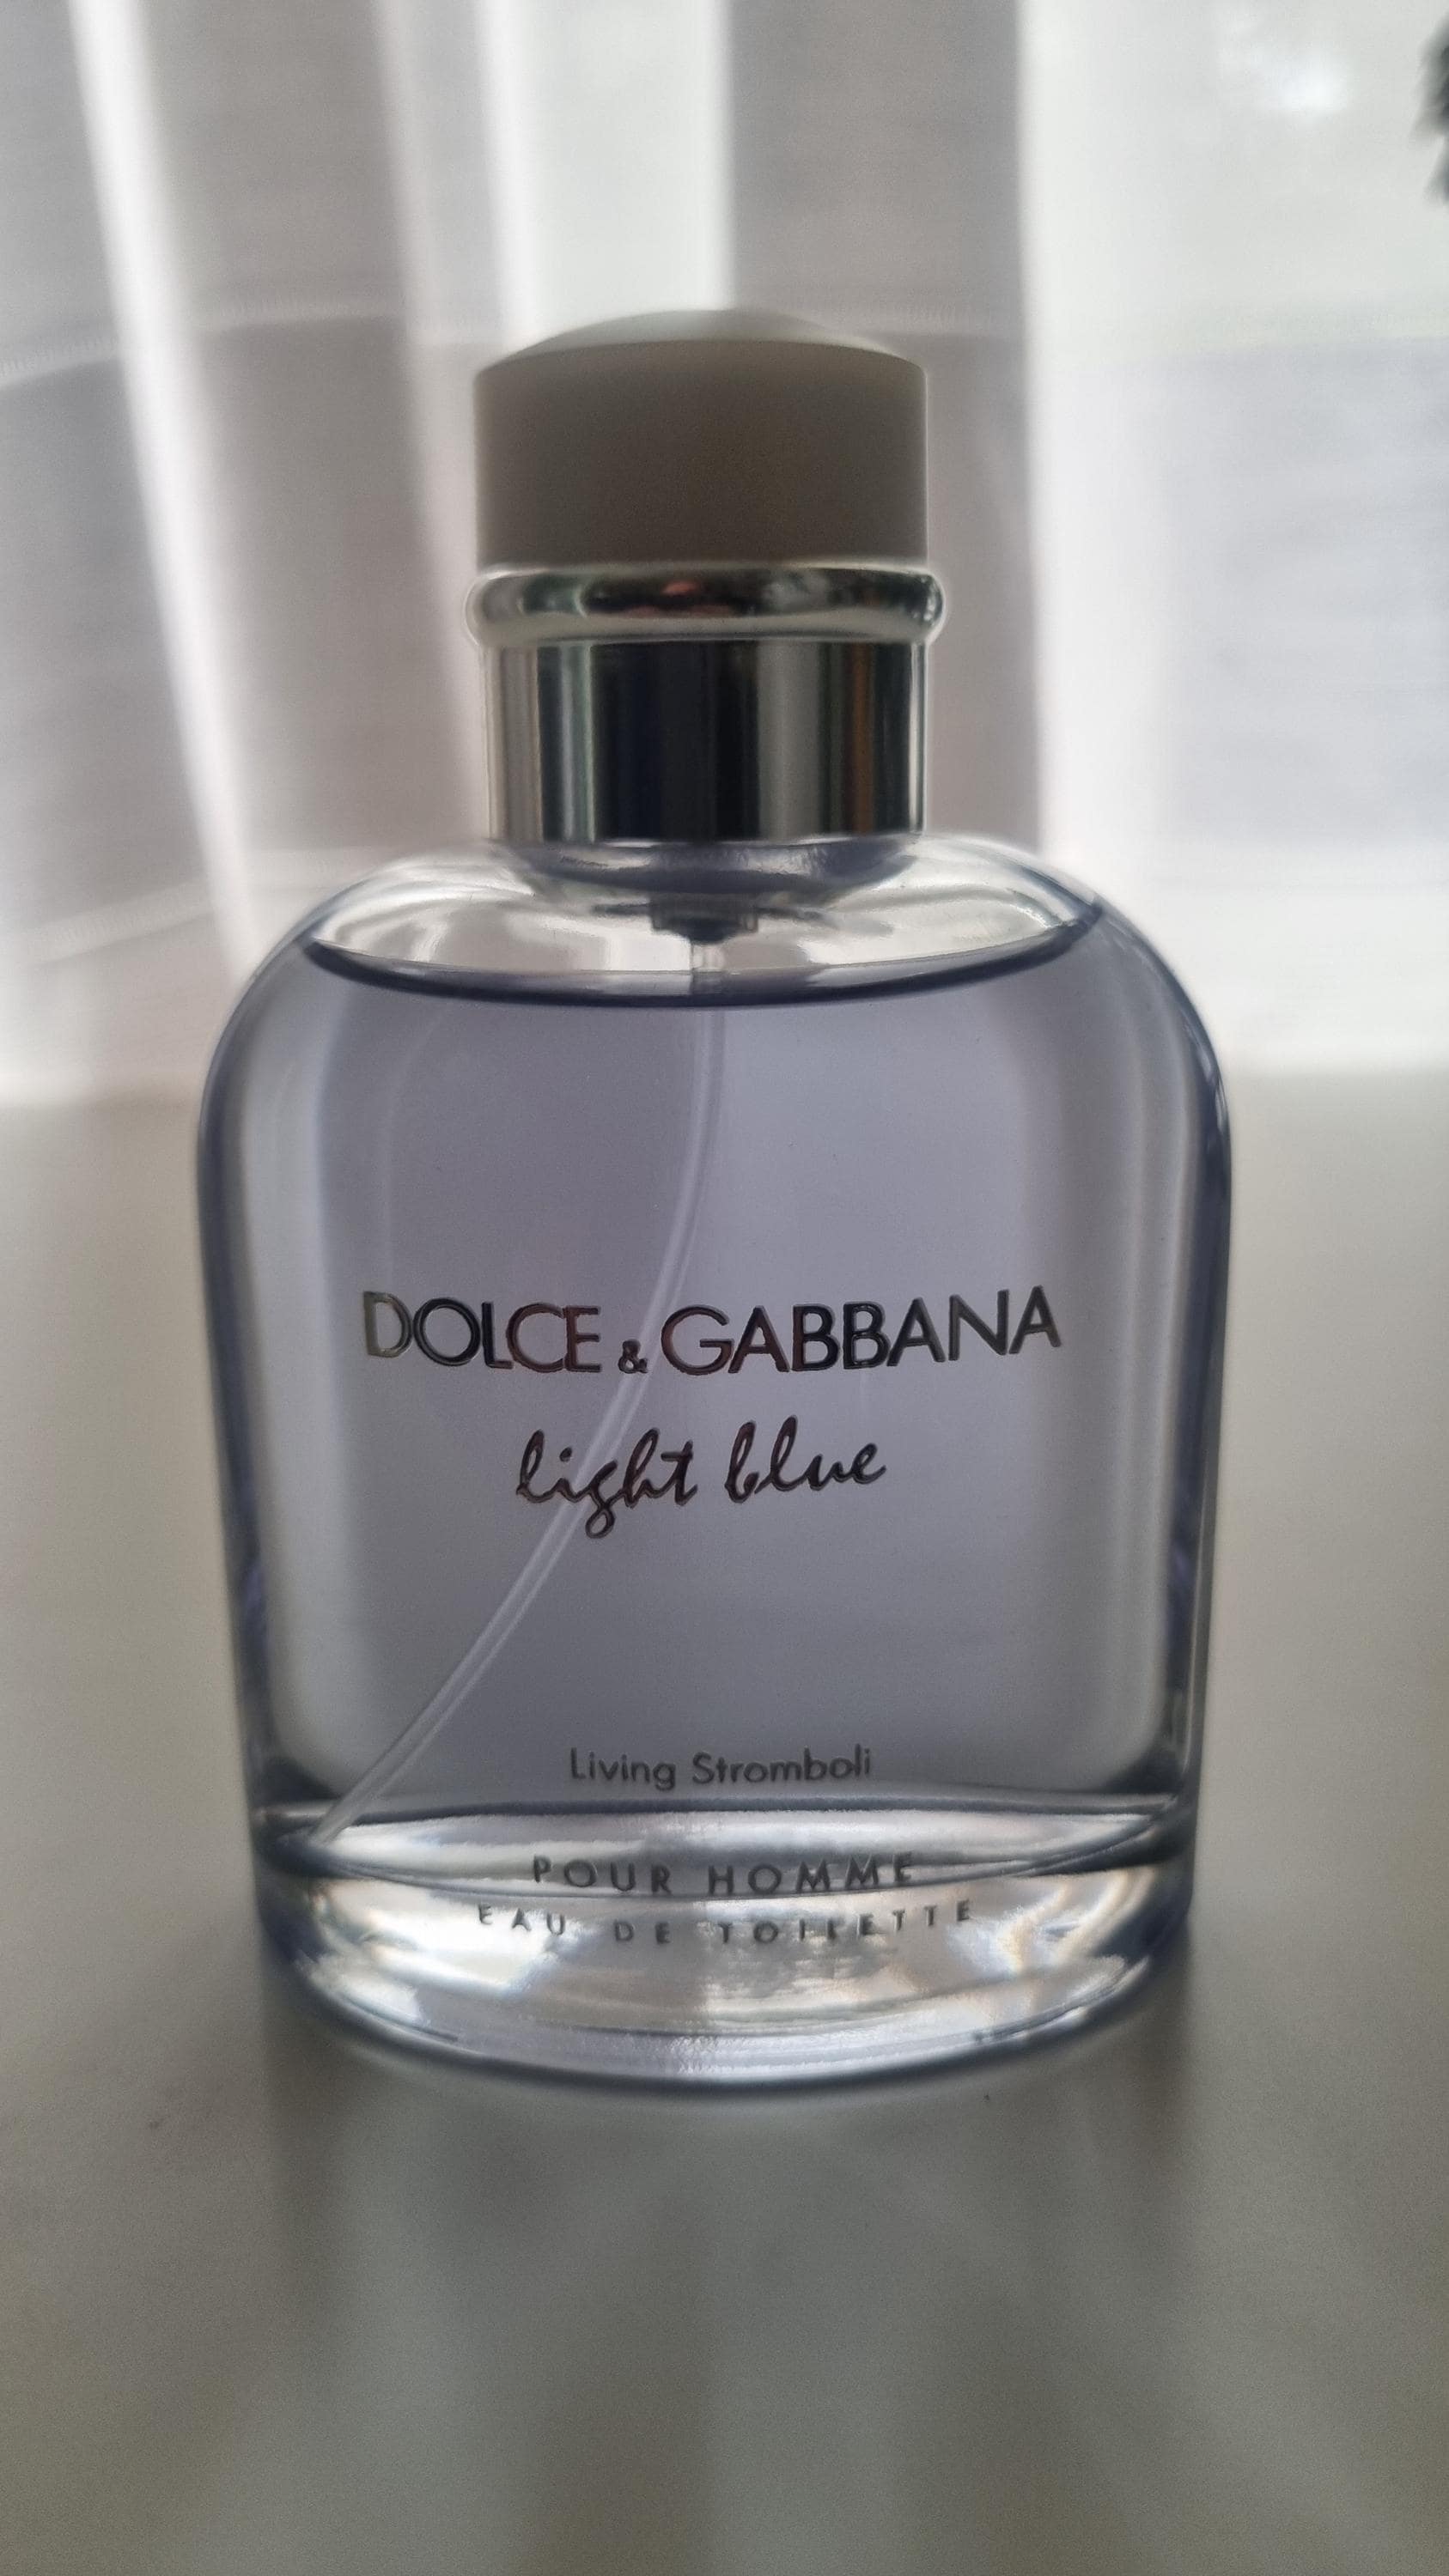 DOLCE & GABBANA
light blue
Living Stromboli
POUR HOMME
EAU DE TOILETTE